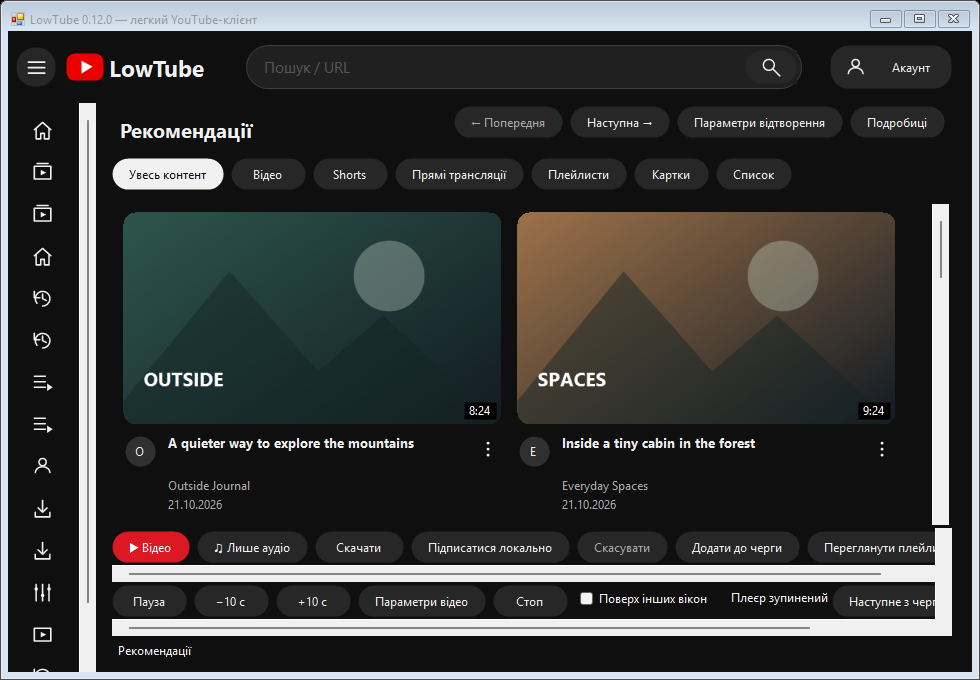 LowTube 0.12.0 — легкий YouTube-клієнт
LowTube
Пошук / URL
Акаунт
Рекомендації
← Попередня
Наступна →
Параметри відтворення
Подробиці
Увесь контент
Відео
Shorts
Прямі трансляції
Плейлисти
Картки
Список
OUTSIDE
8:24
SPACES
9:24
O
A quieter way to explore the mountains
Outside Journal
21.10.2026
E
Inside a tiny cabin in the forest
Everyday Spaces
21.10.2026
▶ Відео
♫ Лише аудіо
Скачати
Підписатися локально
Скасувати
Додати до черги
Переглянути
Пауза
−10 с
+10 с
Параметри відео
Стоп
Поверх інших вікон
Плеєр зупинений
Наступне з
Рекомендації